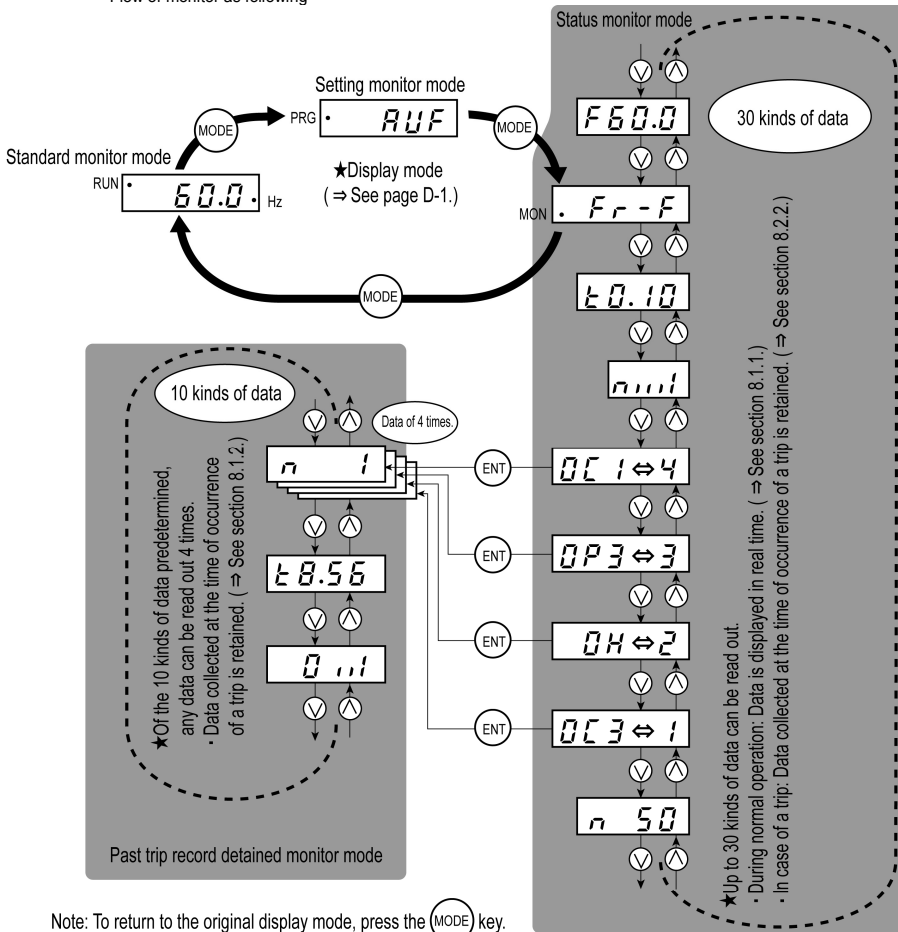 Flow of monitor as following
Status monitor mode
Setting monitor mode
PRG
AUF
MODE
MODE
★Display mode
( ⇒ See page D-1.)
Standard monitor mode
RUN
60.0
Hz
MODE
F60.0
30 kinds of data
MON
Fr-F
t0.10
OC1⇔4
OP3⇔3
OH⇔2
OC3⇔1
n 50
ENT
ENT
ENT
ENT
★Up to 30 kinds of data can be read out.
· During normal operation: Data is displayed in real time. ( ⇒ See section 8.1.1.)
· In case of a trip: Data collected at the time of occurrence of a trip is retained. ( ⇒ See section 8.2.2.)
10 kinds of data
Data of 4 times.
n 1
t8.56
★Of the 10 kinds of data predetermined,
any data can be read out 4 times.
· Data collected at the time of occurrence
of a trip is retained. ( ⇒ See section 8.1.2.)
Past trip record detained monitor mode
Note: To return to the original display mode, press the MODE key.